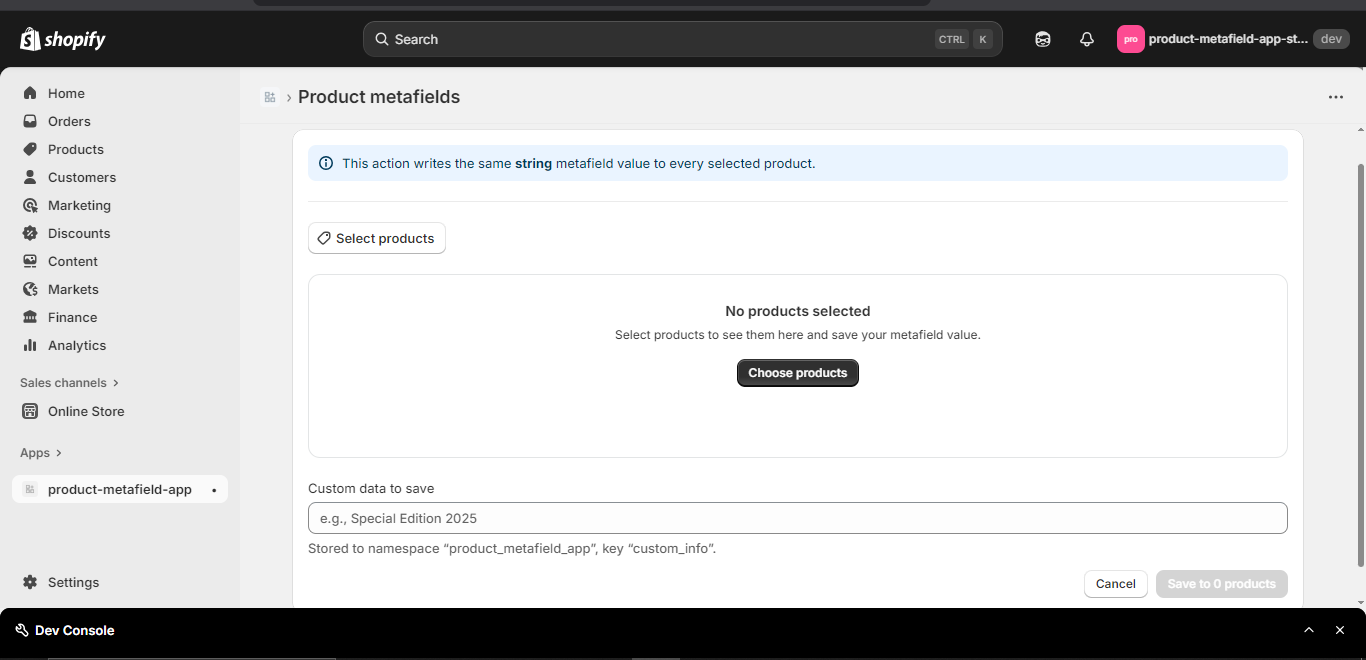 shopify
Search
CTRL K
pro
product-metafield-app-st...
dev
Home
Orders
Products
Customers
Marketing
Discounts
Content
Markets
Finance
Analytics
Sales channels
Online Store
Apps
product-metafield-app
Settings
Product metafields
This action writes the same string metafield value to every selected product.
Select products
No products selected
Select products to see them here and save your metafield value.
Choose products
Custom data to save
e.g., Special Edition 2025
Stored to namespace “product_metafield_app”, key “custom_info”.
Cancel
Save to 0 products
Dev Console